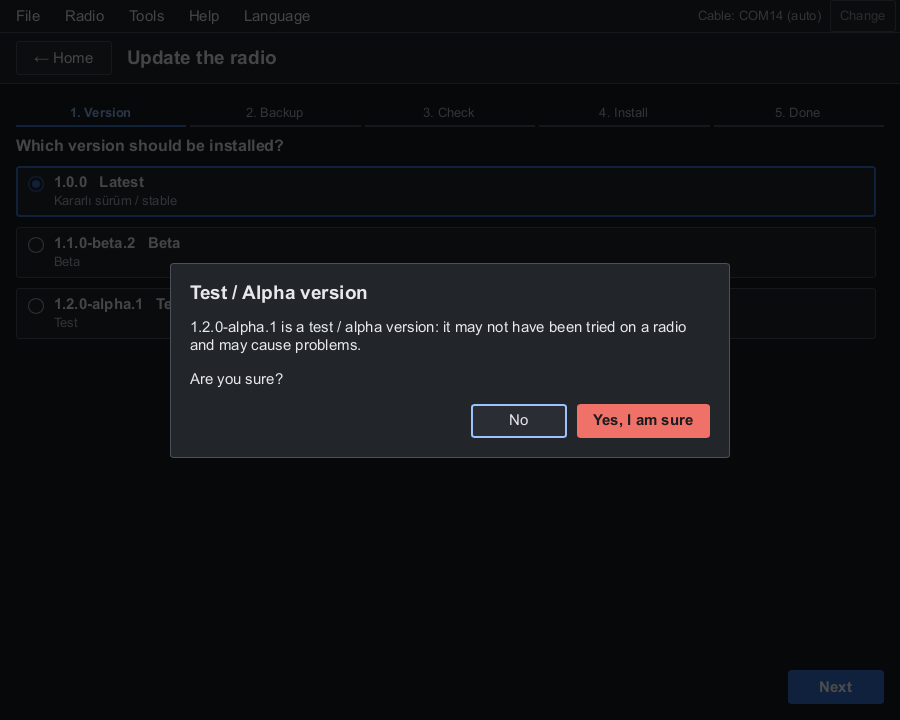 File Radio Tools Help Language Cable: COM14 (auto) Change
← Home Update the radio
1. Version 2. Backup 3. Check 4. Install 5. Done
Which version should be installed?
1.0.0 Latest
Kararlı sürüm / stable
1.1.0-beta.2 Beta
Beta
1.2.0-alpha.1
Test
Test / Alpha version
1.2.0-alpha.1 is a test / alpha version: it may not have been tried on a radio
and may cause problems.
Are you sure?
No Yes, I am sure
Next